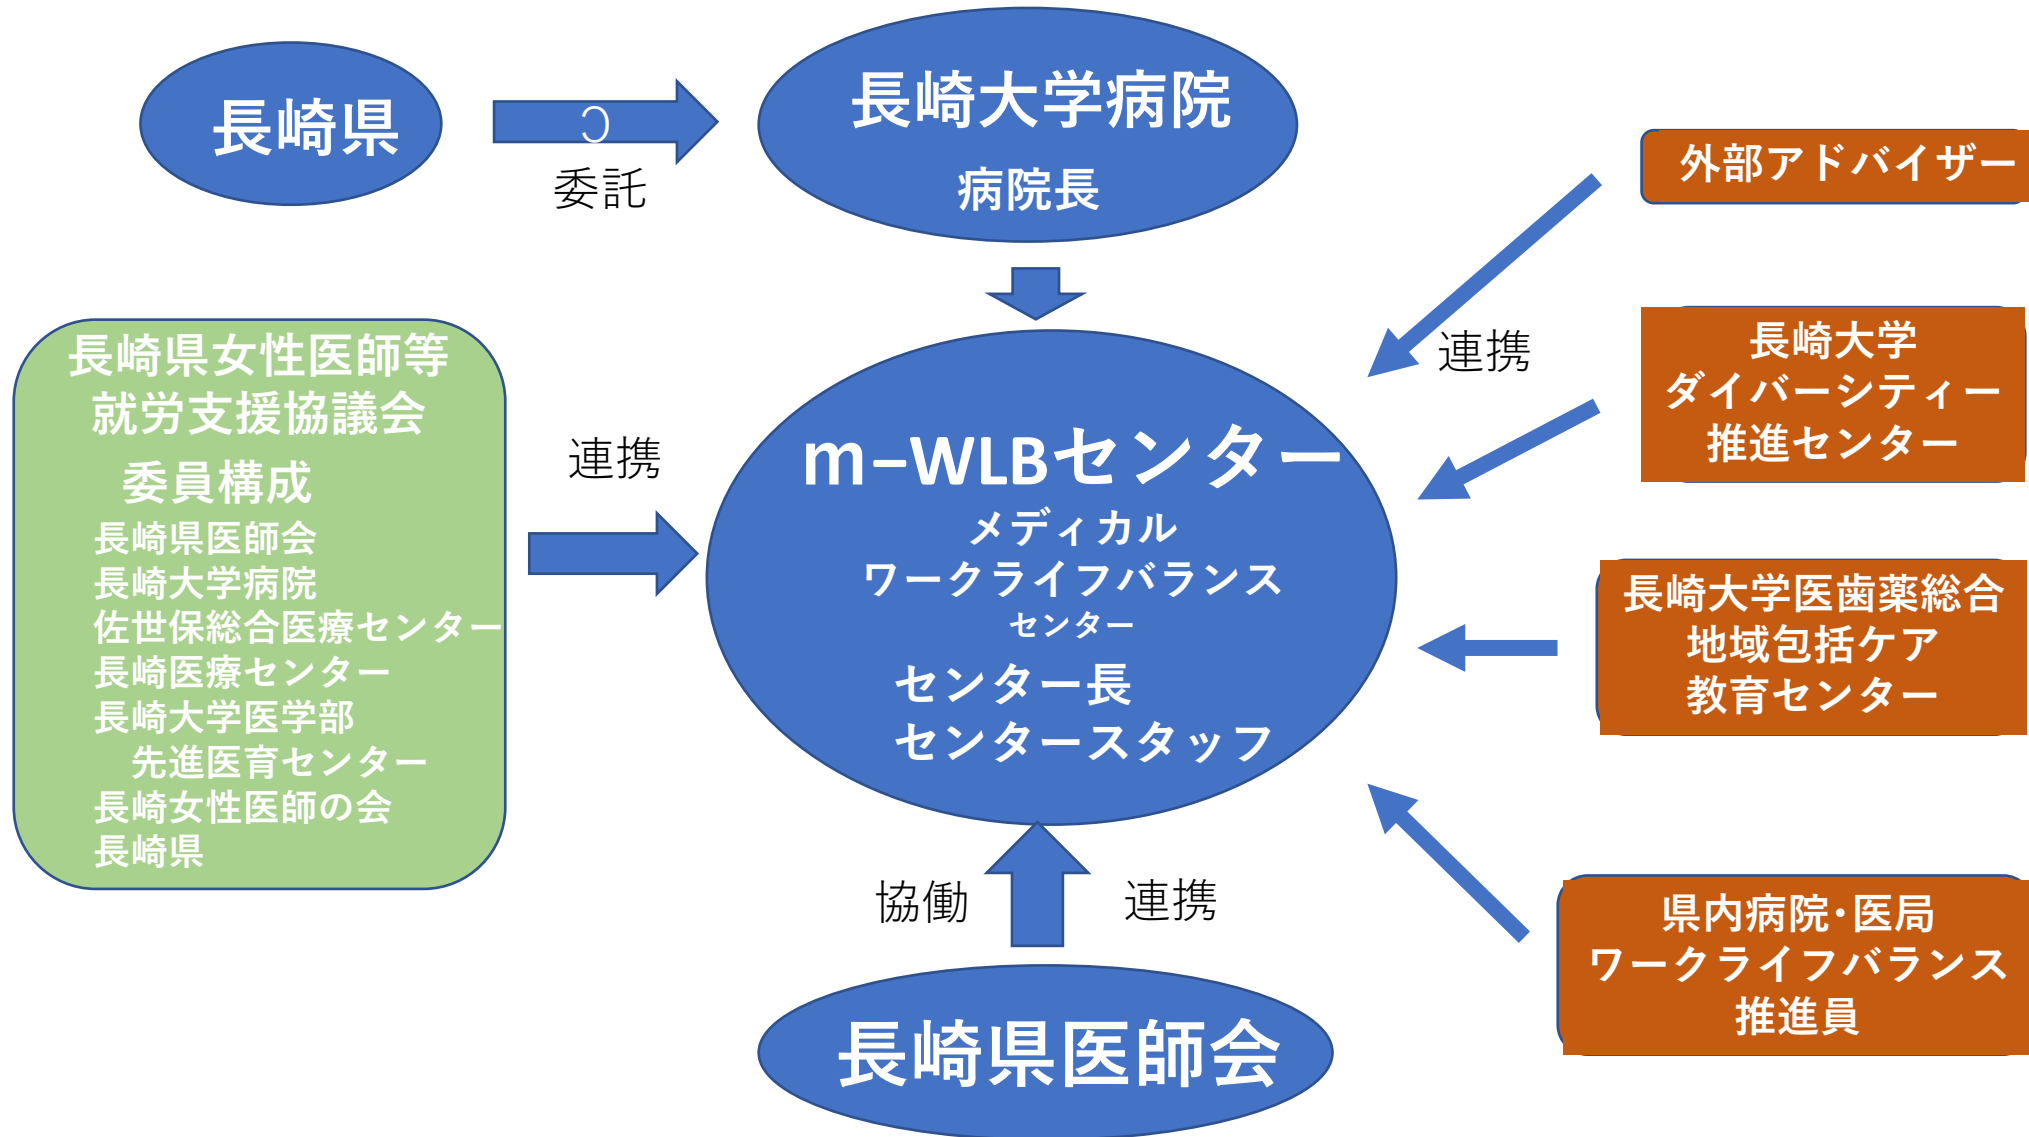 長崎県
Ɔ
委託
長崎大学病院
病院長
外部アドバイザー
連携
長崎大学
ダイバーシティー
推進センター
長崎県女性医師等
就労支援協議会
委員構成
長崎県医師会
長崎大学病院
佐世保総合医療センター
長崎医療センター
長崎大学医学部
先進医育センター
長崎女性医師の会
長崎県
連携
m-WLBセンター
メディカル
ワークライフバランス
センター
センター長
センタースタッフ
長崎大学医歯薬総合
地域包括ケア
教育センター
協働
連携
県内病院・医局
ワークライフバランス
推進員
長崎県医師会